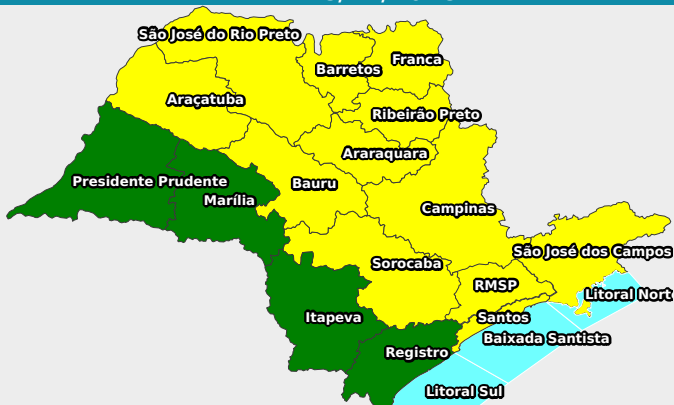 São José do Rio Preto
Franca
Barretos
Araçatuba
Ribeirão Preto
Araraquara
Presidente Prudente
Bauru
Marília
Campinas
São José dos Campos
Sorocaba
RMSP
Litoral Nort
Itapeva
Santos
Baixada Santista
Registro
Litoral Sul